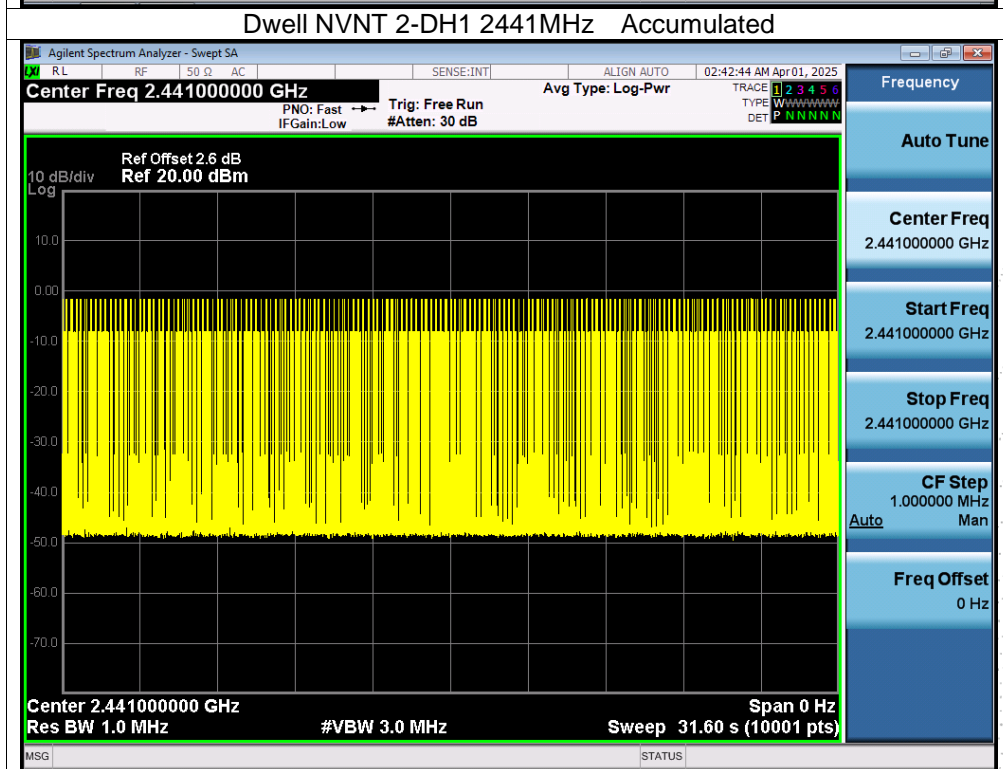 Dwell NVNT 2-DH1 2441MHz Accumulated
Agilent Spectrum Analyzer - Swept SA
LXI RL RF 50 Ω AC SENSE:INT ALIGN AUTO 02:42:44 AM Apr 01, 2025
Center Freq 2.441000000 GHz
PNO: Fast
IFGain:Low
Trig: Free Run
#Atten: 30 dB
Avg Type: Log-Pwr
TRACE 1 2 3 4 5 6
TYPE WWWWWW
DET P N N N N N
Ref Offset 2.6 dB
10 dB/div Ref 20.00 dBm
Log
10.0
0.00
-10.0
-20.0
-30.0
-40.0
-50.0
-60.0
-70.0
Center 2.441000000 GHz Span 0 Hz
Res BW 1.0 MHz #VBW 3.0 MHz Sweep 31.60 s (10001 pts)
MSG STATUS
Frequency
Auto Tune
Center Freq
2.441000000 GHz
Start Freq
2.441000000 GHz
Stop Freq
2.441000000 GHz
CF Step
1.000000 MHz
Auto Man
Freq Offset
0 Hz